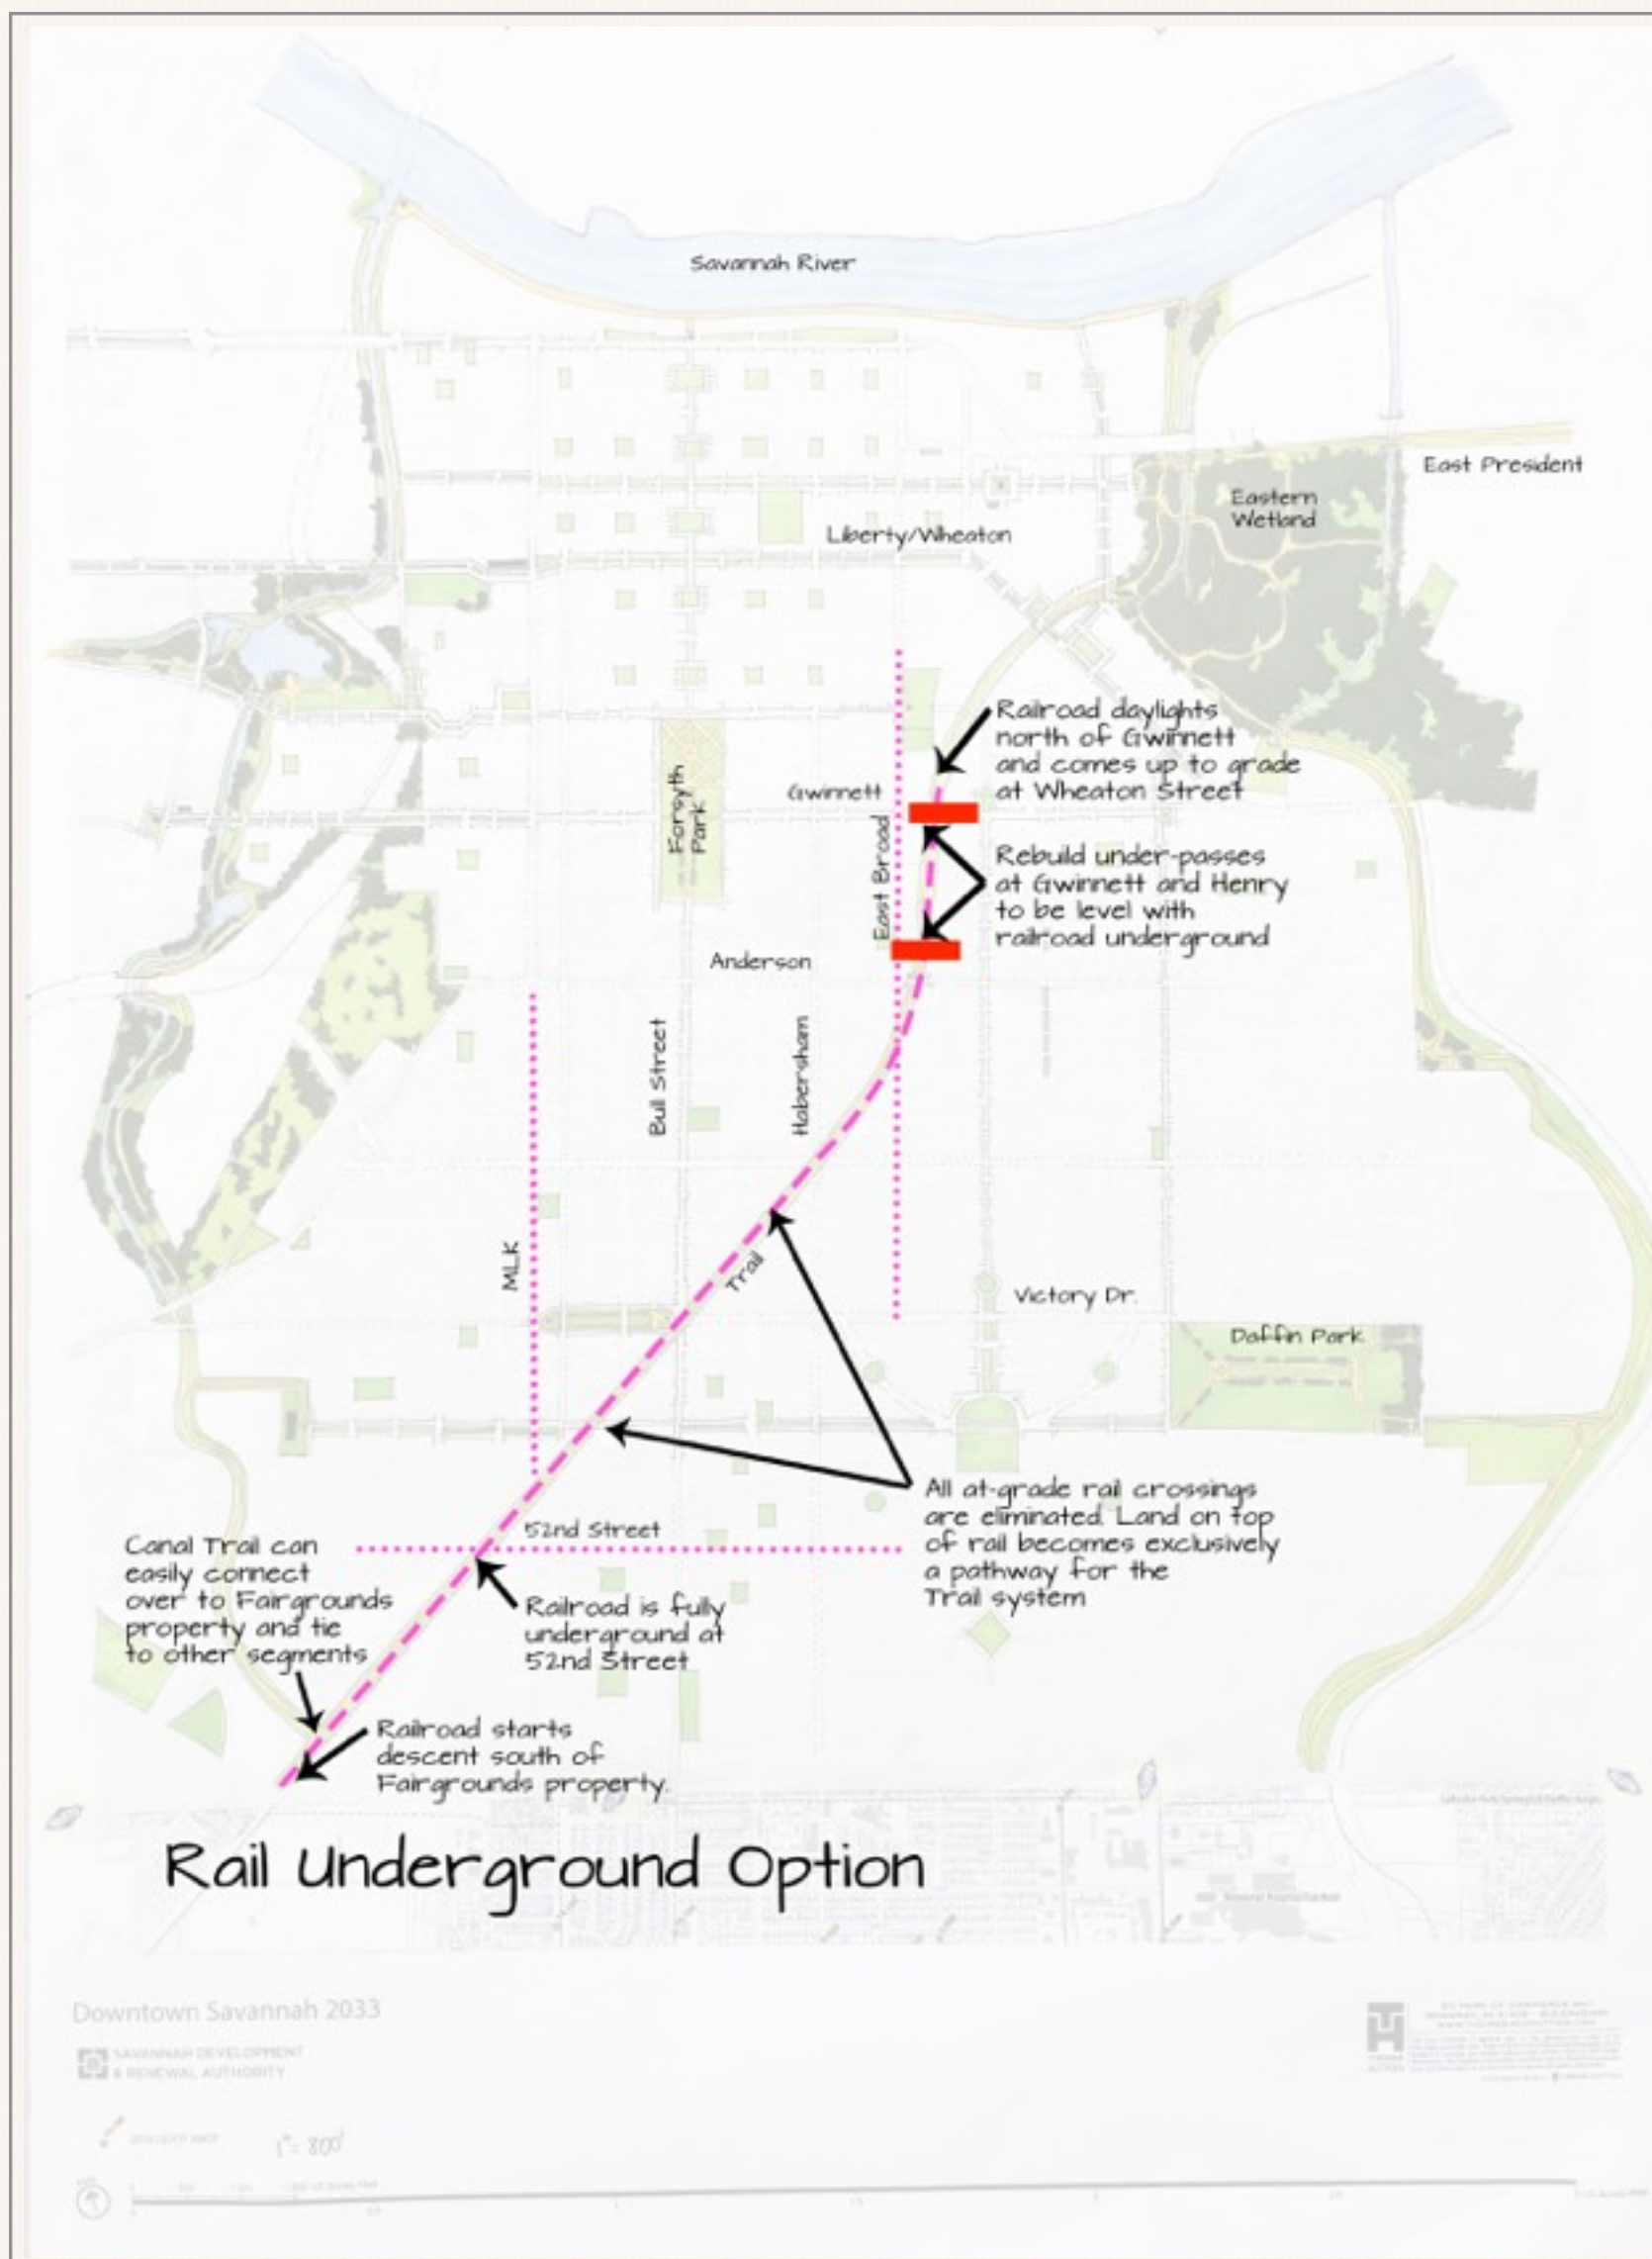 Savannah River
East President
Eastern
Wetland
Liberty/Wheaton
Railroad daylights
north of Gwinnett
and comes up to grade
at Wheaton Street
Forsyth
Park
Gwinnett
East Broad
Rebuild under-passes
at Gwinnett and Henry
to be level with
railroad underground
Anderson
Bull Street
Habersham
MLK
Trail
Victory Dr.
Daffin Park
All at-grade rail crossings
are eliminated. Land on top
of rail becomes exclusively
a pathway for the
Trail system
52nd Street
Canal Trail can
easily connect
over to Fairgrounds
property and tie
to other segments
Railroad is fully
underground at
52nd Street
Railroad starts
descent south of
Fairgrounds property.
Rail Underground Option
Downtown Savannah 2033
SAVANNAH DEVELOPMENT
& RENEWAL AUTHORITY
1"= 800'
TH